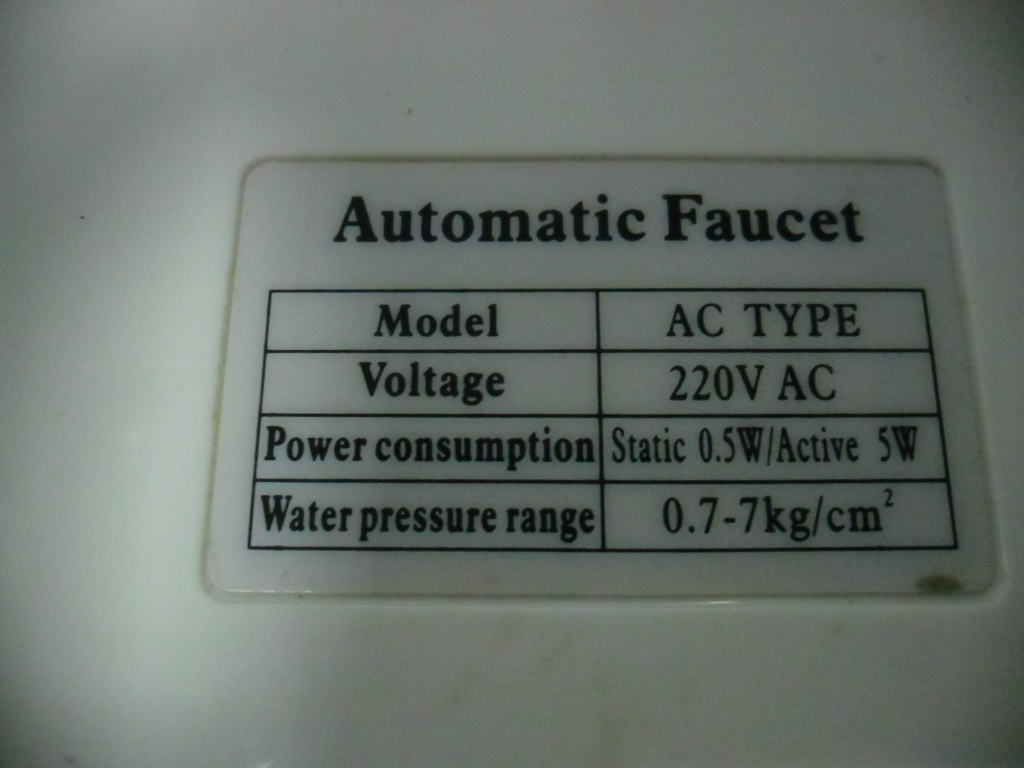 Automatic Faucet
Model AC TYPE
Voltage 220V AC
Power consumption Static 0.5W/Active 5W
Water pressure range 0.7-7kg/cm²